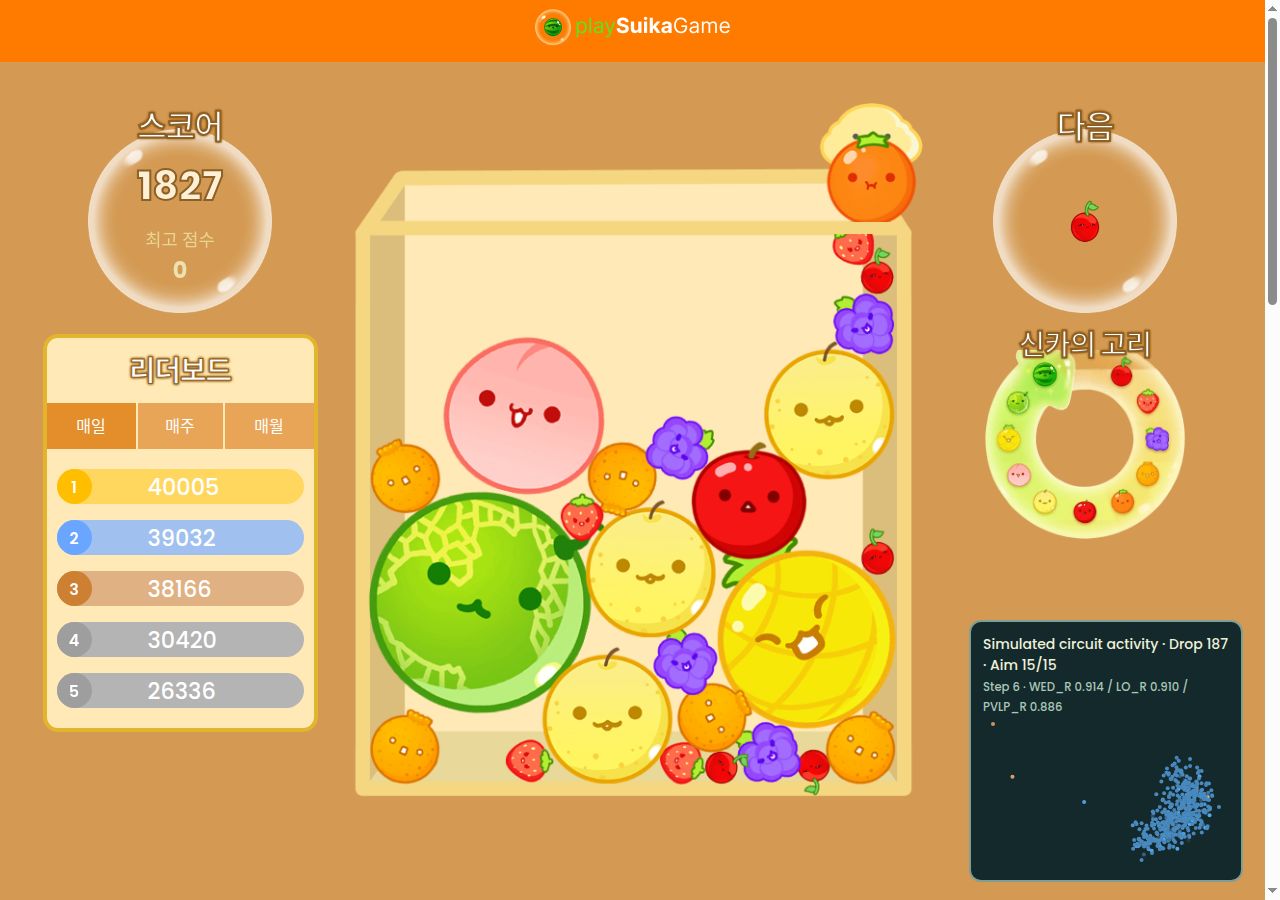 playSuikaGame
스코어
1827
최고 점수
0
다음
신카의 고리
리더보드
매일 매주 매월
1 40005
2 39032
3 38166
4 30420
5 26336
Simulated circuit activity · Drop 187
· Aim 15/15
Step 6 · WED_R 0.914 / LO_R 0.910 /
PVLP_R 0.886